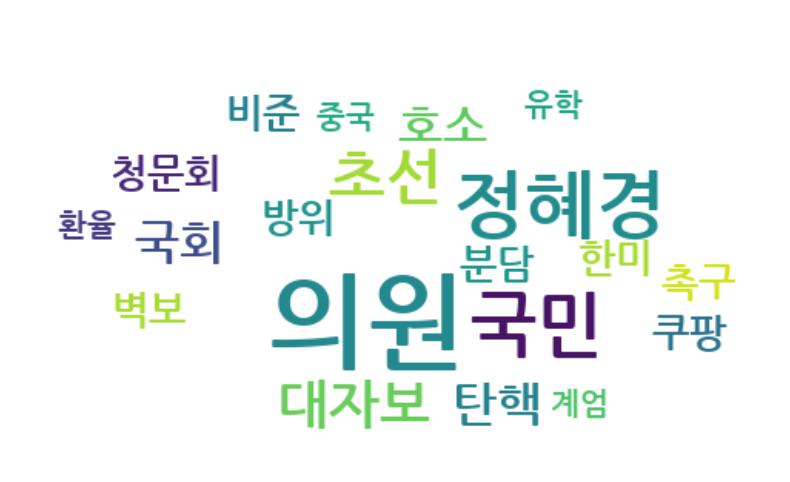 비준 중국 호소 유학
청문회 초선 정혜경
환율 국회 방위
분담 한미 촉구
벽보 의원 국민 쿠팡
대자보 탄핵 계엄